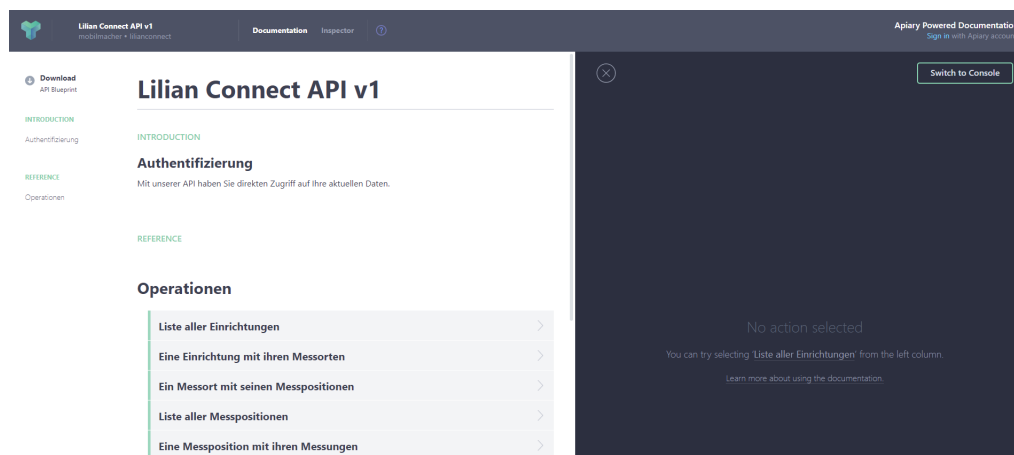 Lilian Connect API v1
mobilmacher • lilianconnect
Documentation
Inspector
?
Apiary Powered Documentatio
Sign in with Apiary accoun
Download
API Blueprint
INTRODUCTION
Authentifizierung
REFERENCE
Operationen
Lilian Connect API v1
INTRODUCTION
Authentifizierung
Mit unserer API haben Sie direkten Zugriff auf Ihre aktuellen Daten.
REFERENCE
Operationen
Liste aller Einrichtungen
Eine Einrichtung mit ihren Messorten
Ein Messort mit seinen Messpositionen
Liste aller Messpositionen
Eine Messposition mit ihren Messungen
Switch to Console
No action selected
You can try selecting 'Liste aller Einrichtungen' from the left column.
Learn more about using the documentation.